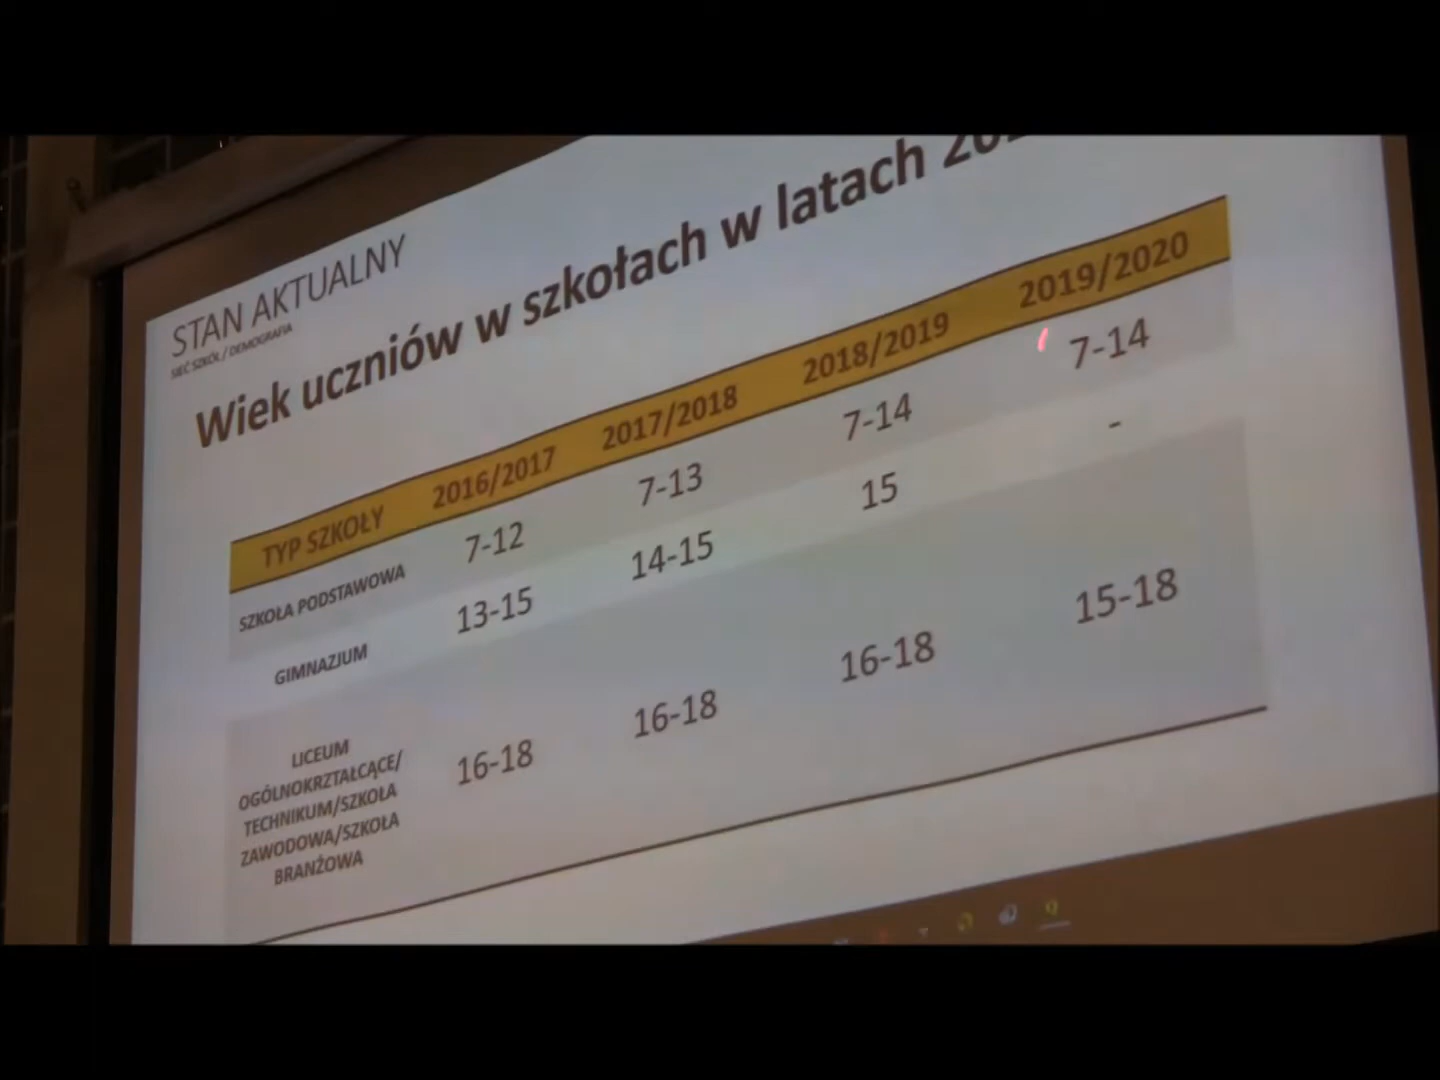 STAN AKTUALNY
SIEĆ SZKÓŁ / DEMOGRAFIA
Wiek uczniów w szkołach w latach
TYP SZKOŁY 2016/2017 2017/2018 2018/2019 2019/2020
SZKOŁA PODSTAWOWA 7-12 7-13 7-14 7-14
GIMNAZJUM 13-15 14-15 15 -
LICEUM
OGÓLNOKRZTAŁCĄCE/
TECHNIKUM/SZKOŁA
ZAWODOWA/SZKOŁA
BRANŻOWA
16-18 16-18 16-18 15-18